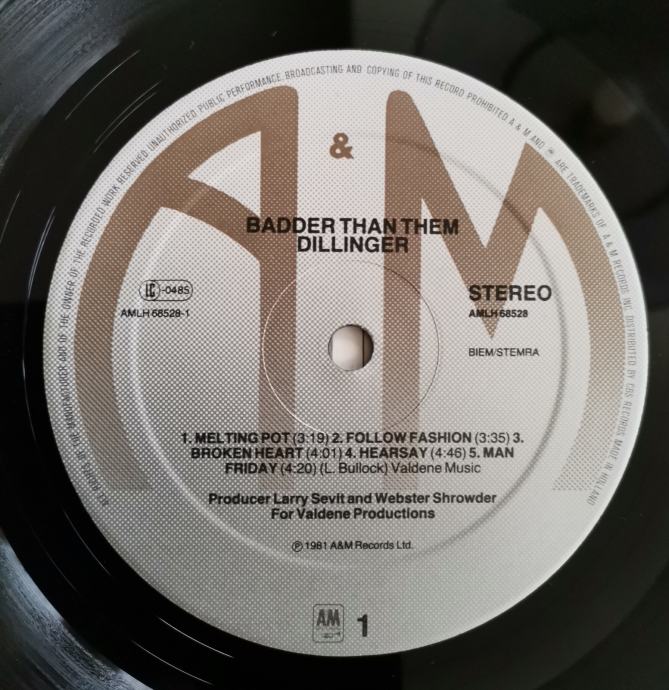 ALL RIGHTS OF THE MANUFACTURER AND OF THE OWNER OF THE RECORDED WORK RESERVED UNAUTHORIZED PUBLIC PERFORMANCE, BROADCASTING AND COPYING OF THIS RECORD PROHIBITED A & M AND ARE TRADEMARKS OF A & M RECORDS INC. DISTRIBUTED BY CBS RECORDS MADE IN HOLLAND
A & M
BADDER THAN THEM
DILLINGER
LC-0485
STEREO
AMLH 68528-1
AMLH 68528
BIEM/STEMRA
1. MELTING POT (3:19) 2. FOLLOW FASHION (3:35) 3.
BROKEN HEART (4:01) 4. HEARSAY (4:46) 5. MAN
FRIDAY (4:20) (L. Bullock) Valdene Music
Producer Larry Sevit and Webster Shrowder
For Valdene Productions
℗ 1981 A&M Records Ltd.
AM
1